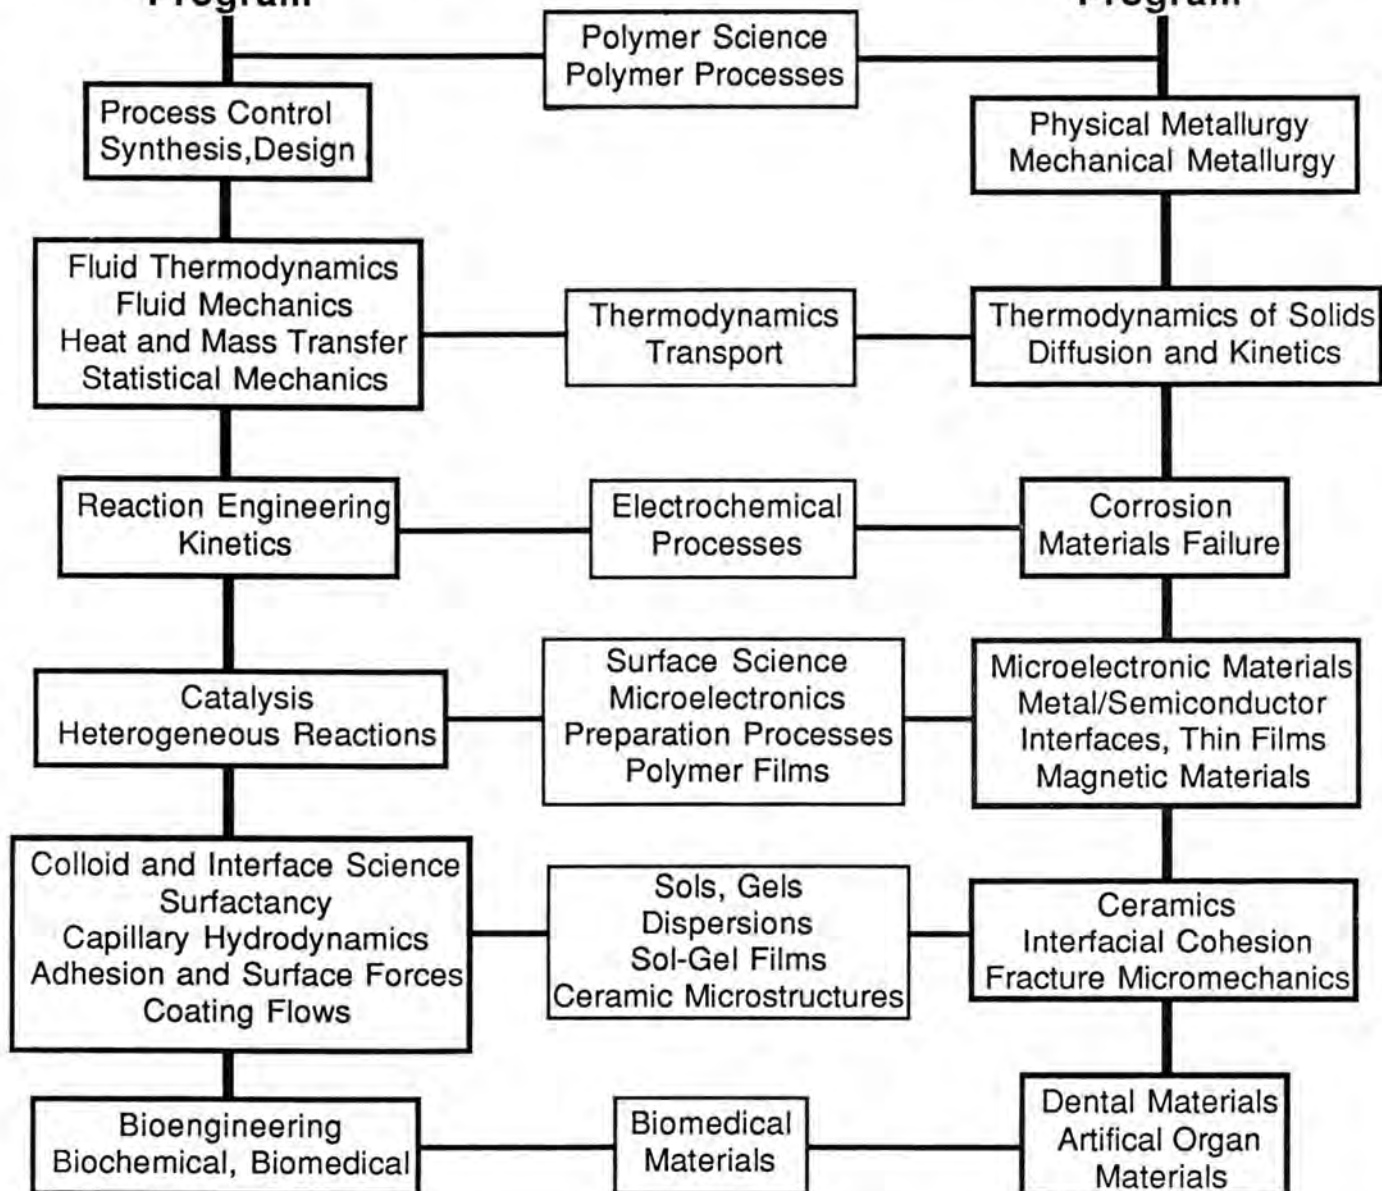 Program
Program
Polymer Science
Polymer Processes
Process Control
Synthesis,Design
Physical Metallurgy
Mechanical Metallurgy
Fluid Thermodynamics
Fluid Mechanics
Heat and Mass Transfer
Statistical Mechanics
Thermodynamics
Transport
Thermodynamics of Solids
Diffusion and Kinetics
Reaction Engineering
Kinetics
Electrochemical
Processes
Corrosion
Materials Failure
Catalysis
Heterogeneous Reactions
Surface Science
Microelectronics
Preparation Processes
Polymer Films
Microelectronic Materials
Metal/Semiconductor
Interfaces, Thin Films
Magnetic Materials
Colloid and Interface Science
Surfactancy
Capillary Hydrodynamics
Adhesion and Surface Forces
Coating Flows
Sols, Gels
Dispersions
Sol-Gel Films
Ceramic Microstructures
Ceramics
Interfacial Cohesion
Fracture Micromechanics
Bioengineering
Biochemical, Biomedical
Biomedical
Materials
Dental Materials
Artifical Organ
Materials